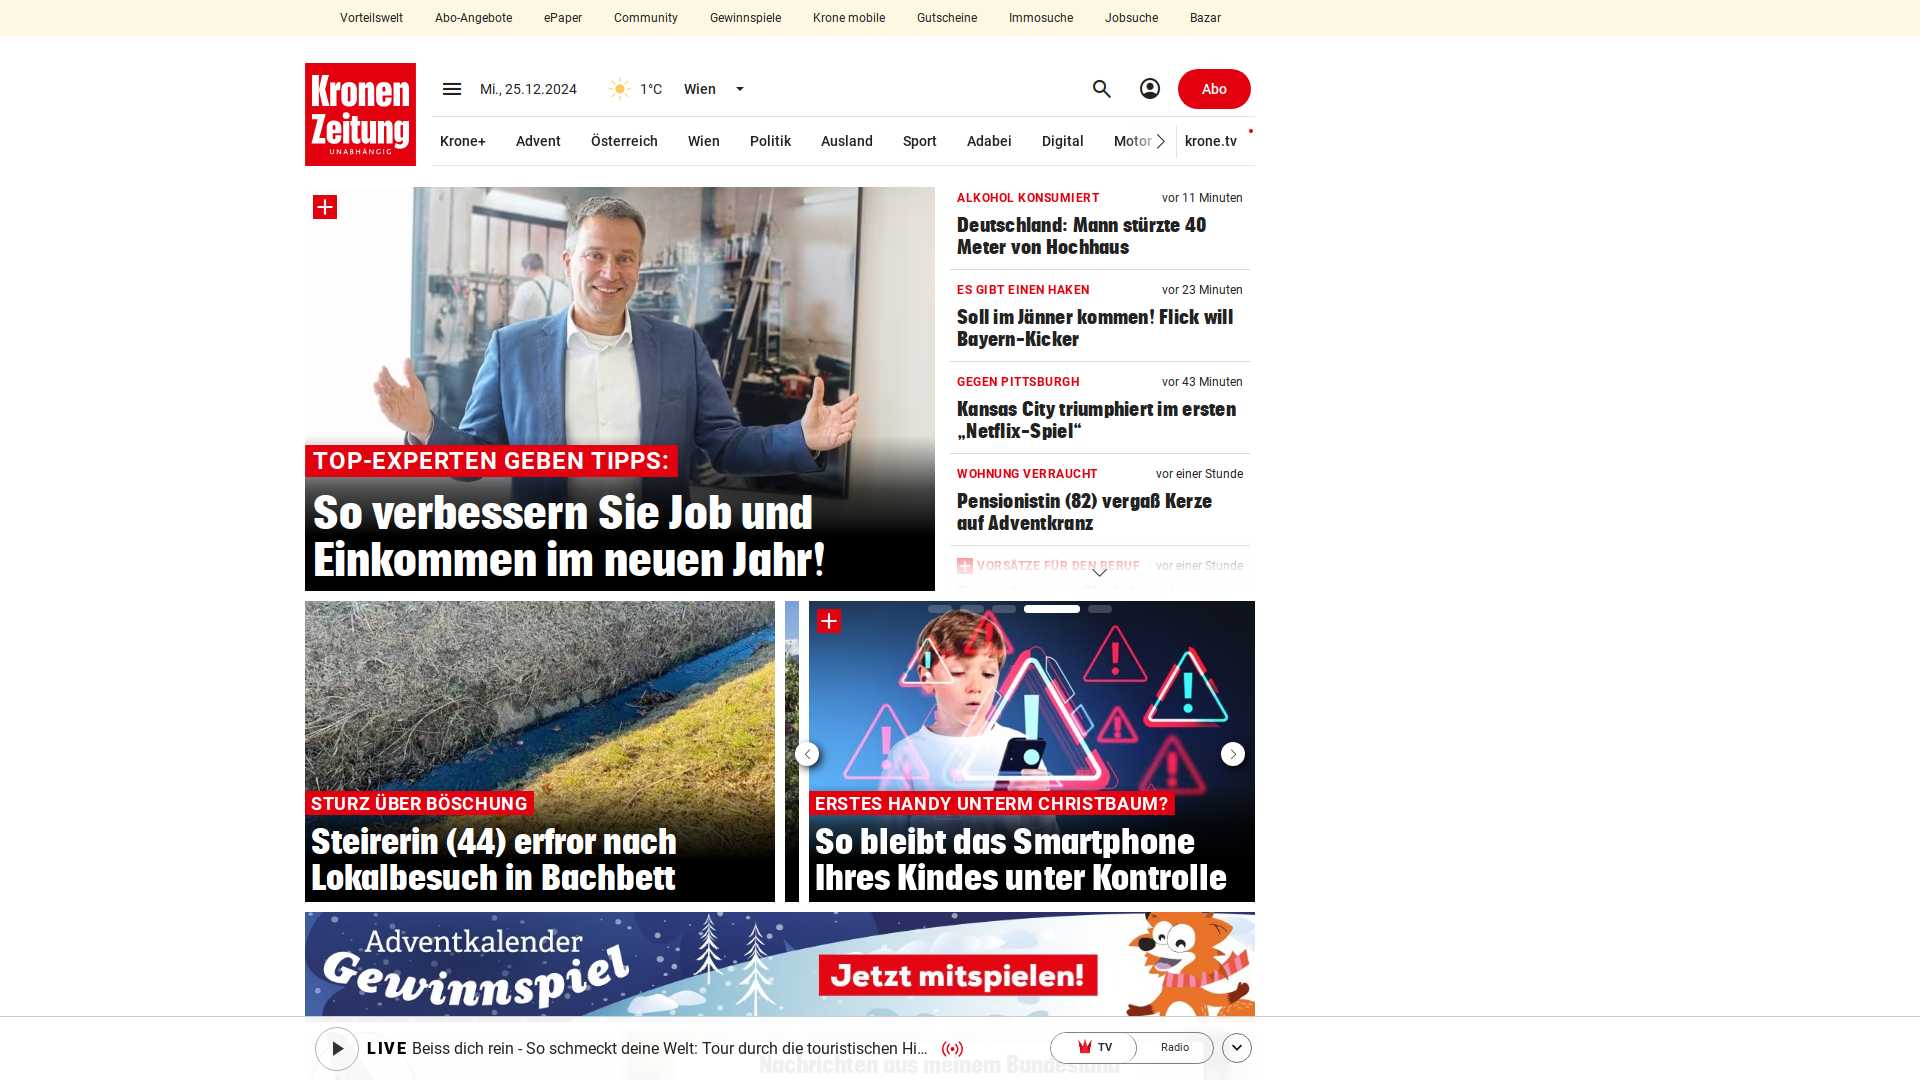 Vorteilswelt Abo-Angebote ePaper Community Gewinnspiele Krone mobile Gutscheine Immosuche Jobsuche Bazar
Kronen
Zeitung
UNABHÄNGIG
Mi., 25.12.2024 1°C Wien Abo
Krone+ Advent Österreich Wien Politik Ausland Sport Adabei Digital Motor krone.tv
TOP-EXPERTEN GEBEN TIPPS:
So verbessern Sie Job und
Einkommen im neuen Jahr!
ALKOHOL KONSUMIERT vor 11 Minuten
Deutschland: Mann stürzte 40
Meter von Hochhaus
ES GIBT EINEN HAKEN vor 23 Minuten
Soll im Jänner kommen! Flick will
Bayern-Kicker
GEGEN PITTSBURGH vor 43 Minuten
Kansas City triumphiert im ersten
„Netflix-Spiel“
WOHNUNG VERRAUCHT vor einer Stunde
Pensionistin (82) vergaß Kerze
auf Adventkranz
VORSÄTZE FÜR DEN BERUF vor einer Stunde
STURZ ÜBER BÖSCHUNG
Steirerin (44) erfror nach
Lokalbesuch in Bachbett
ERSTES HANDY UNTERM CHRISTBAUM?
So bleibt das Smartphone
Ihres Kindes unter Kontrolle
Adventkalender
Gewinnspiel
Jetzt mitspielen!
LIVE Beiss dich rein - So schmeckt deine Welt: Tour durch die touristischen Hi... TV Radio
Nachrichten aus meinem Bundesland